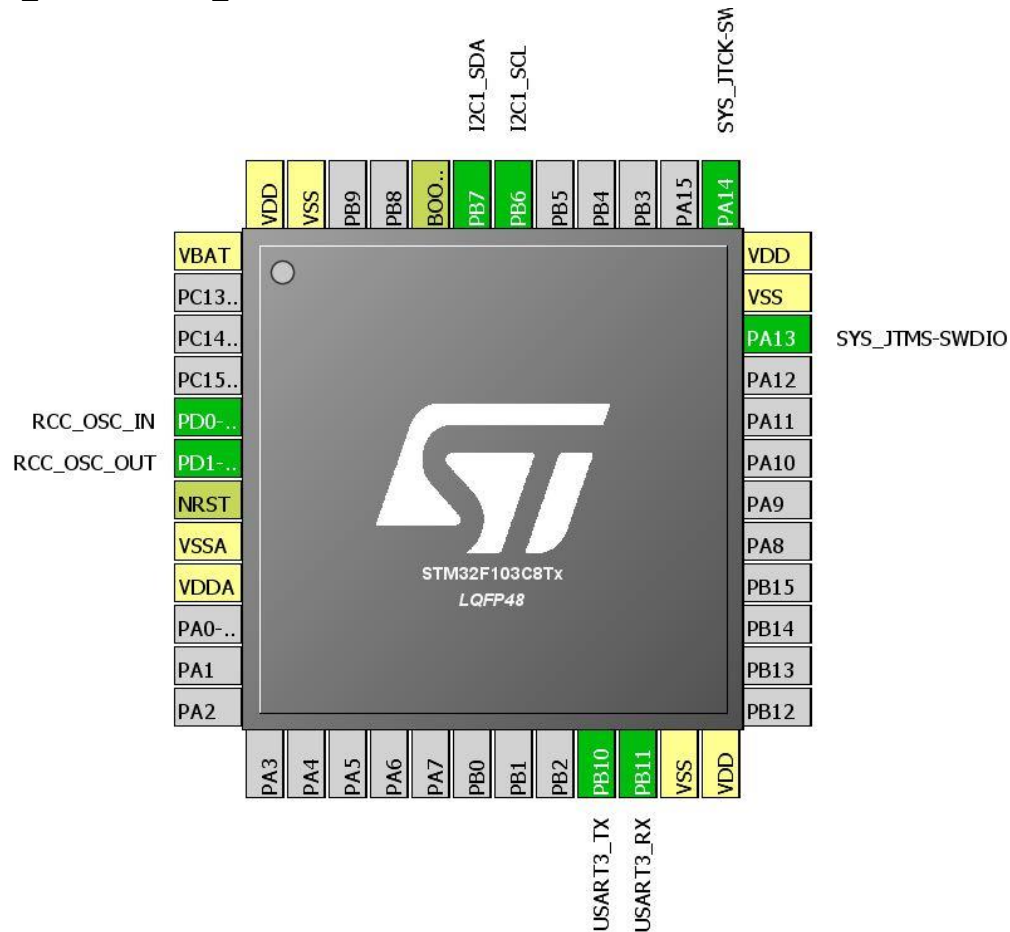 I2C1_SDA
I2C1_SCL
SYS_JTCK-SW
VDD
VSS
PB9
PB8
BOO..
PB7
PB6
PB5
PB4
PB3
PA15
PA14
VBAT
PC13..
PC14..
PC15..
RCC_OSC_IN PD0-..
RCC_OSC_OUT PD1-..
NRST
VSSA
VDDA
PA0-..
PA1
PA2
VDD
VSS
PA13 SYS_JTMS-SWDIO
PA12
PA11
PA10
PA9
PA8
PB15
PB14
PB13
PB12
ST
STM32F103C8Tx
LQFP48
PA3
PA4
PA5
PA6
PA7
PB0
PB1
PB2
PB10
PB11
VSS
VDD
USART3_TX
USART3_RX